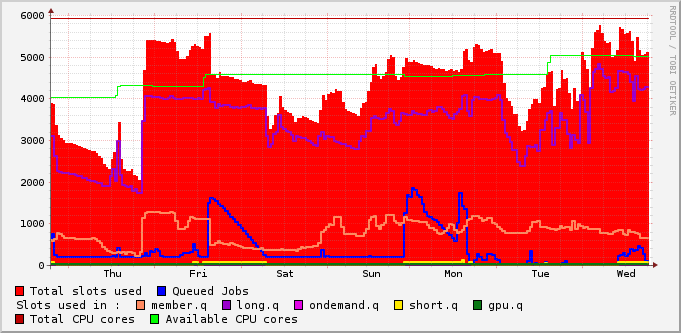 6000
5000
4000
3000
2000
1000
0
Thu Fri Sat Sun Mon Tue Wed
Total slots used Queued Jobs
Slots used in : member.q long.q ondemand.q short.q gpu.q
Total CPU cores Available CPU cores
RRDTOOL / TOBI OETIKER